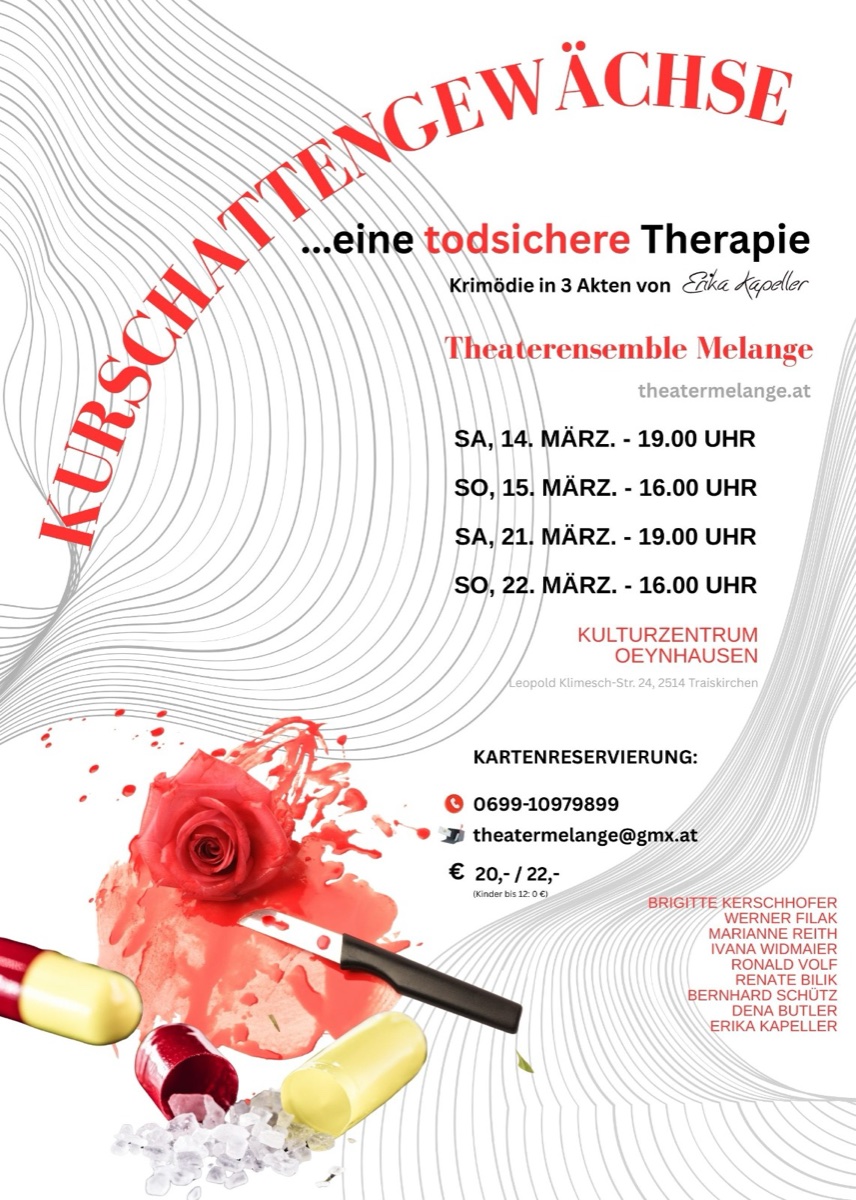 KURSCHATTENGEWÄCHSE
...eine todsichere Therapie
Krimödie in 3 Akten von Erika Kapeller
Theaterensemble Melange
theatermelange.at
SA, 14. MÄRZ. - 19.00 UHR
SO, 15. MÄRZ. - 16.00 UHR
SA, 21. MÄRZ. - 19.00 UHR
SO, 22. MÄRZ. - 16.00 UHR
KULTURZENTRUM
OEYNHAUSEN
Leopold Klimesch-Str. 24, 2514 Traiskirchen
KARTENRESERVIERUNG:
0699-10979899
theatermelange@gmx.at
€ 20,- / 22,-
(Kinder bis 12: 0 €)
BRIGITTE KERSCHHOFER
WERNER FILAK
MARIANNE REITH
IVANA WIDMAIER
RONALD VOLF
RENATE BILIK
BERNHARD SCHÜTZ
DENA BUTLER
ERIKA KAPELLER